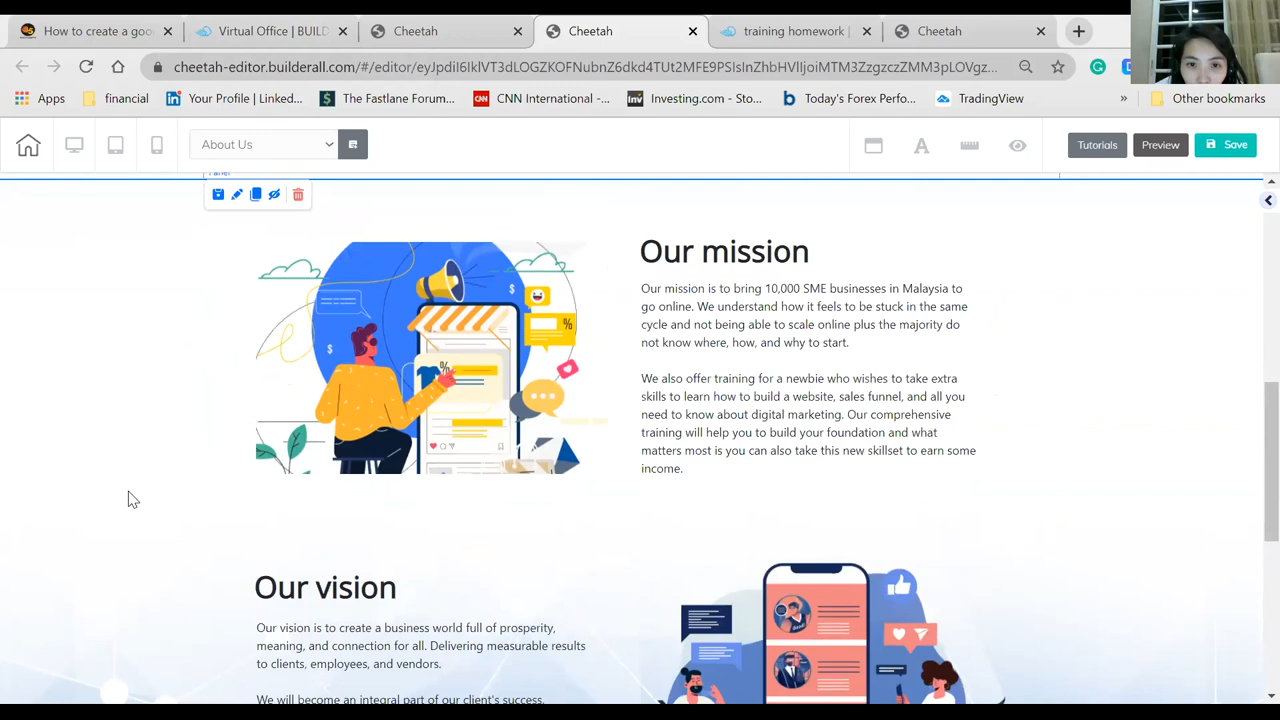 How to create a goo
Virtual Office | BUILD
Cheetah
Cheetah
training homework |
Cheetah
cheetah-editor.builderall.com/#/editor/
Apps
financial
Your Profile | Linked...
The Fastlane Forum...
CNN International -...
Investing.com - Sto...
Today's Forex Perfo...
TradingView
»
Other bookmarks
About Us
Tutorials
Preview
Save
Panel
Our mission
Our mission is to bring 10,000 SME businesses in Malaysia to
go online. We understand how it feels to be stuck in the same
cycle and not being able to scale online plus the majority do
not know where, how, and why to start.
We also offer training for a newbie who wishes to take extra
skills to learn how to build a website, sales funnel, and all you
need to know about digital marketing. Our comprehensive
training will help you to build your foundation and what
matters most is you can also take this new skillset to earn some
income.
Our vision
Our vision is to create a business full of prosperity,
meaning, and connection for all Delivering measurable results
to clients, employees, and vendors.
We will become an integral part of our client's success,